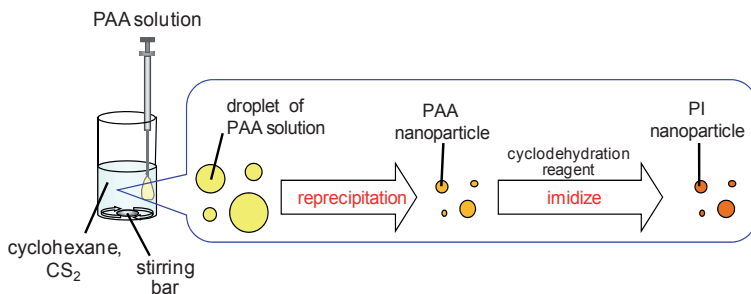 PAA solution
droplet of
PAA solution
reprecipitation
PAA
nanoparticle
cyclodehydration
reagent
imidize
PI
nanoparticle
cyclohexane,
CS2
stirring
bar